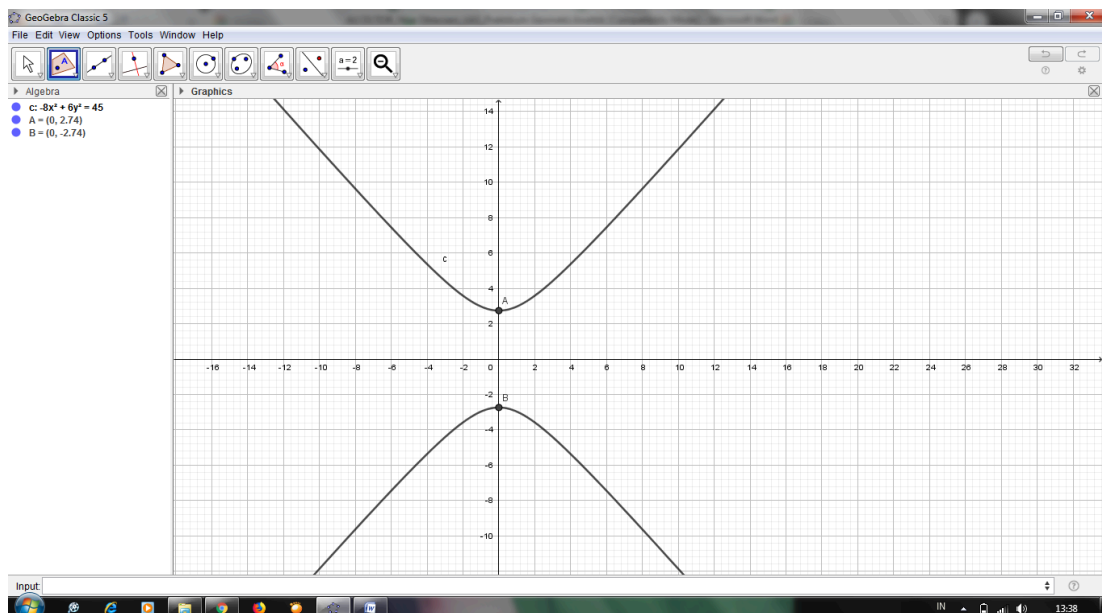 GeoGebra Classic 5
File Edit View Options Tools Window Help
A α a = 2
Algebra
Graphics
c: -8x² + 6y² = 45
A = (0, 2.74)
B = (0, -2.74)
14
12
10
8
6
c
4
A
2
-16 -14 -12 -10 -8 -6 -4 -2 0 2 4 6 8 10 12 14 16 18 20 22 24 26 28 30 32
-2
B
-4
-6
-8
-10
Input:
IN 13:38